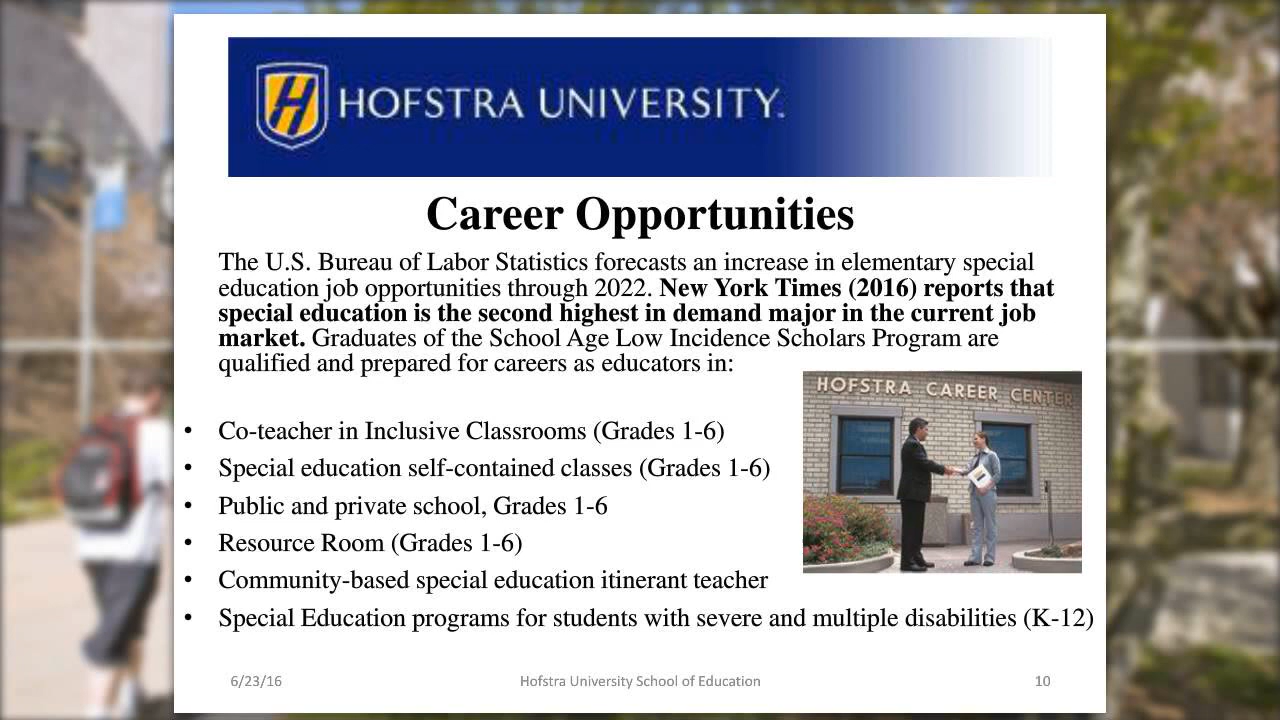 HOFSTRA UNIVERSITY
Career Opportunities
The U.S. Bureau of Labor Statistics forecasts an increase in elementary special
education job opportunities through 2022. New York Times (2016) reports that
special education is the second highest in demand major in the current job
market. Graduates of the School Age Low Incidence Scholars Program are
qualified and prepared for careers as educators in:
HOFSTRA CAREER CENTER
• Co-teacher in Inclusive Classrooms (Grades 1-6)
• Special education self-contained classes (Grades 1-6)
• Public and private school, Grades 1-6
• Resource Room (Grades 1-6)
• Community-based special education itinerant teacher
• Special Education programs for students with severe and multiple disabilities (K-12)
6/23/16 Hofstra University School of Education 10